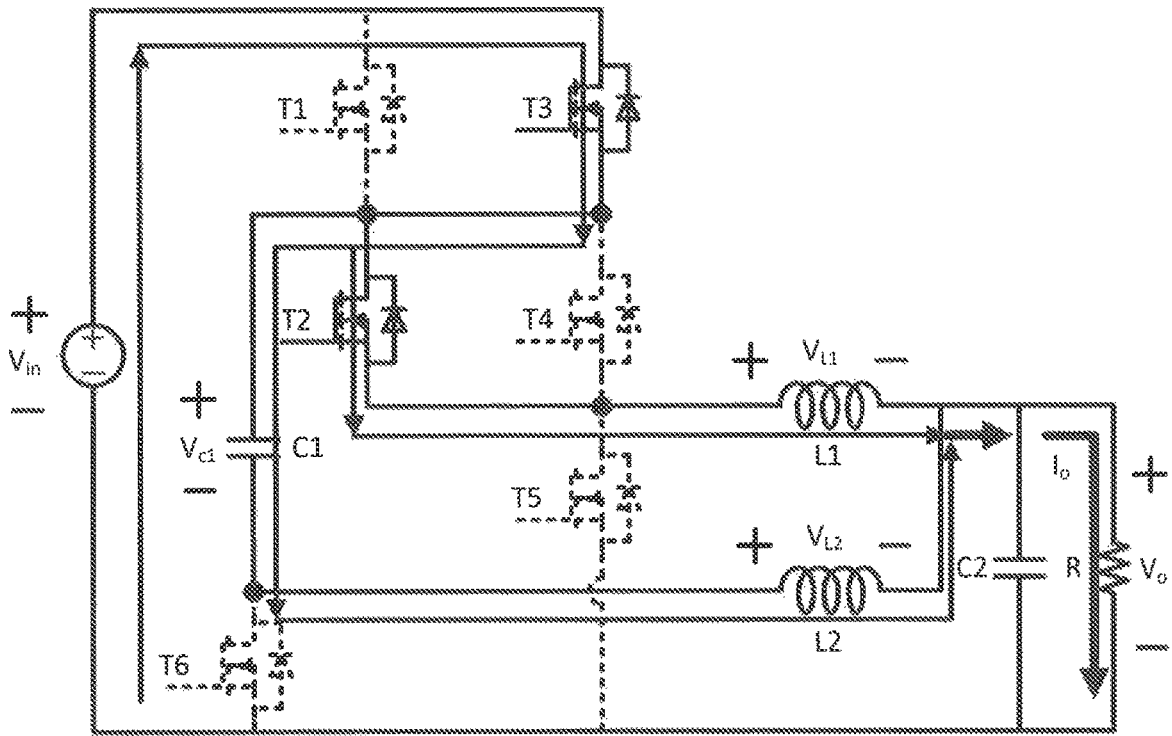 T1
T3
T2
T4
+
V_in
−
+
−
+ V_L1 −
+
V_c1
−
C1
L1
I_o
+
T5
+ V_L2 −
C2
R
V_o
L2
−
T6